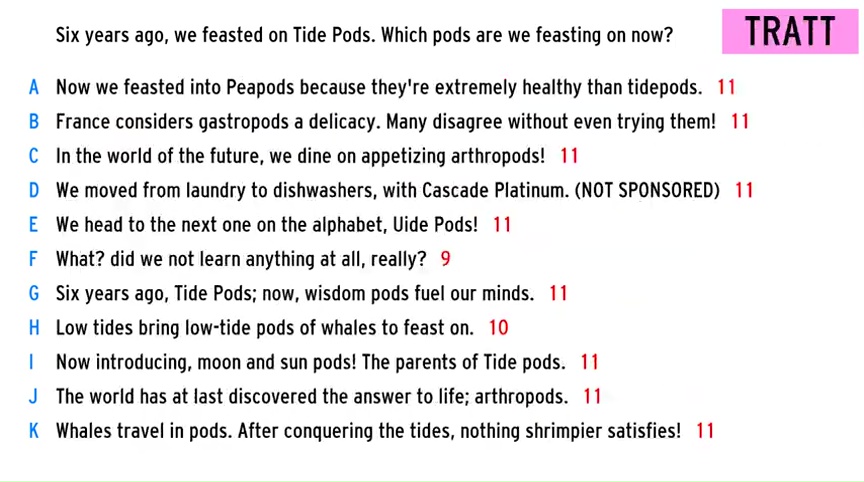 Six years ago, we feasted on Tide Pods. Which pods are we feasting on now?
TRATT
A Now we feasted into Peapods because they're extremely healthy than tidepods. 11
B France considers gastropods a delicacy. Many disagree without even trying them! 11
C In the world of the future, we dine on appetizing arthropods! 11
D We moved from laundry to dishwashers, with Cascade Platinum. (NOT SPONSORED) 11
E We head to the next one on the alphabet, Uide Pods! 11
F What? did we not learn anything at all, really? 9
G Six years ago, Tide Pods; now, wisdom pods fuel our minds. 11
H Low tides bring low-tide pods of whales to feast on. 10
I Now introducing, moon and sun pods! The parents of Tide pods. 11
J The world has at last discovered the answer to life; arthropods. 11
K Whales travel in pods. After conquering the tides, nothing shrimpier satisfies! 11